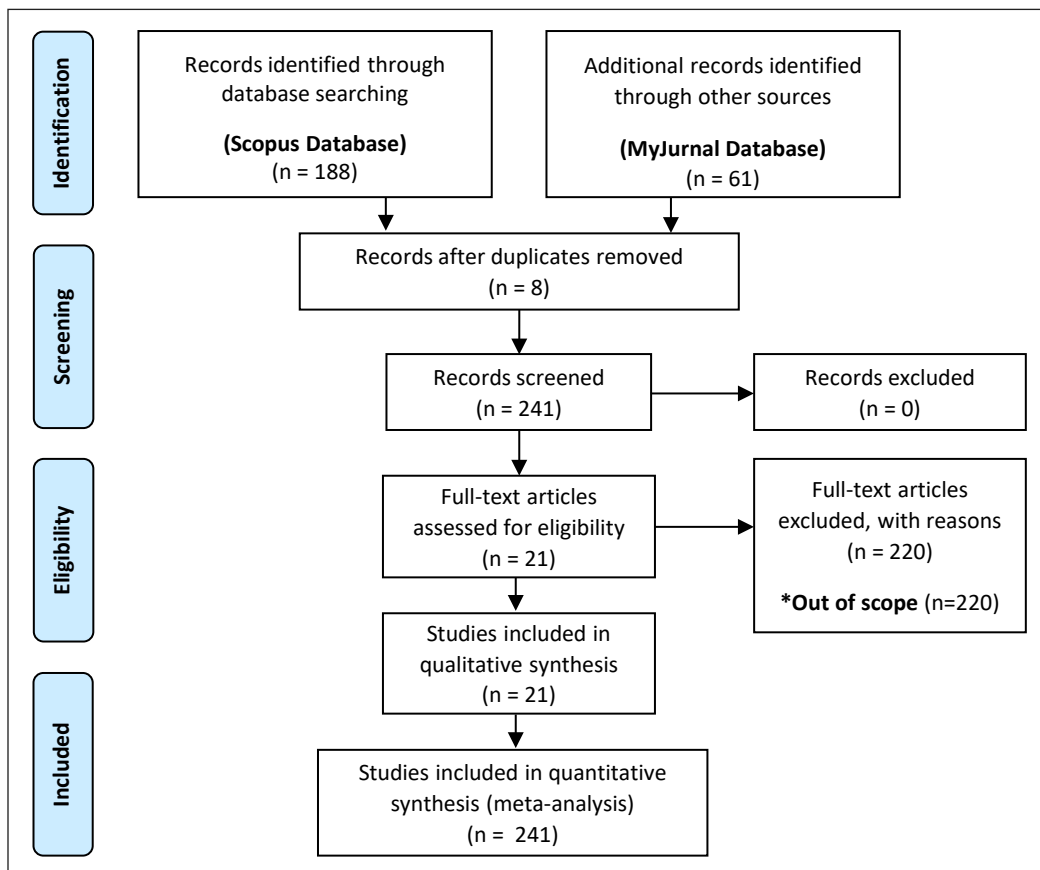 Identification
Records identified through
database searching
(Scopus Database)
(n = 188)
Additional records identified
through other sources
(MyJurnal Database)
(n = 61)
Screening
Records after duplicates removed
(n = 8)
Records screened
(n = 241)
Records excluded
(n = 0)
Eligibility
Full-text articles
assessed for eligibility
(n = 21)
Full-text articles
excluded, with reasons
(n = 220)
*Out of scope (n=220)
Studies included in
qualitative synthesis
(n = 21)
Included
Studies included in quantitative
synthesis (meta-analysis)
(n = 241)